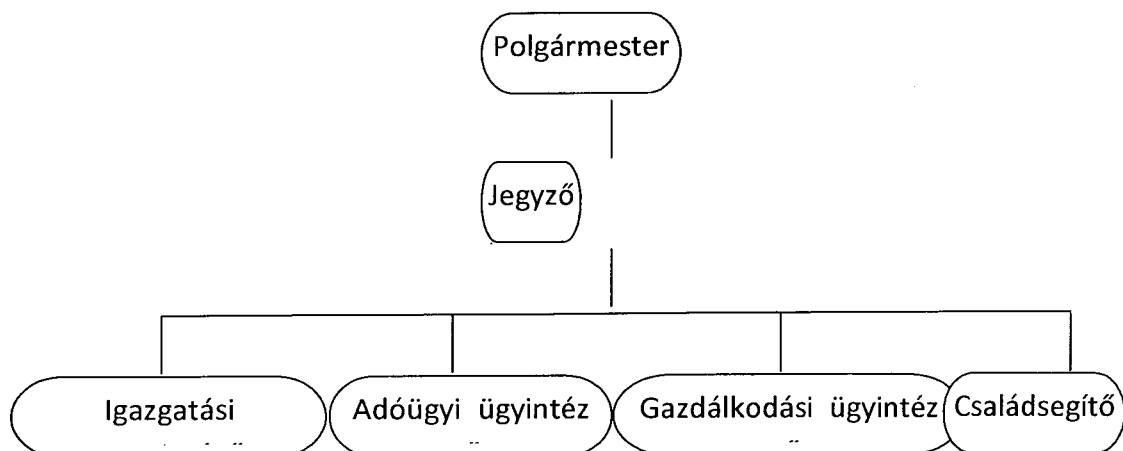 Polgármester
Jegyző
Igazgatási
Adóügyi ügyintéz
Gazdálkodási ügyintéz
Családsegítő